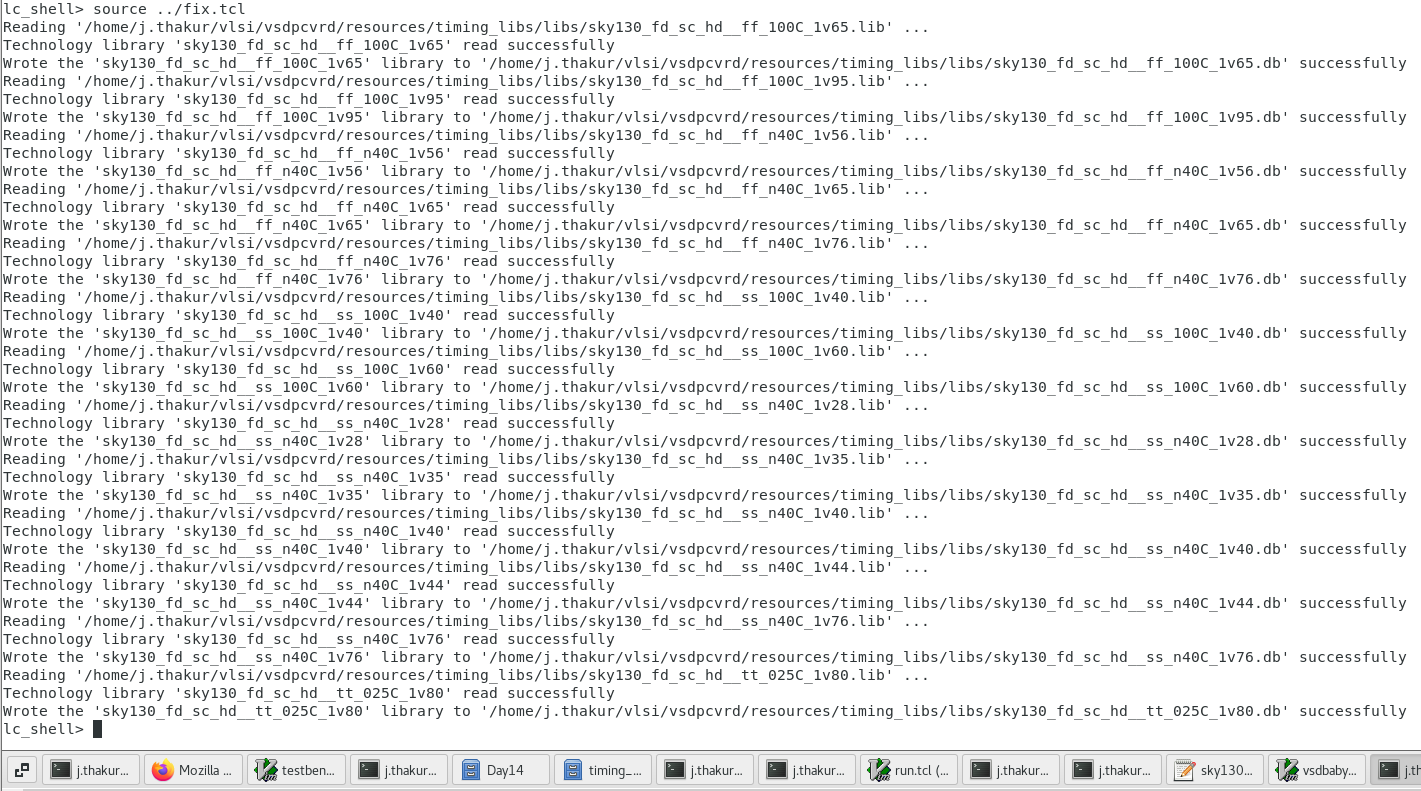 lc_shell> source ../fix.tcl
Reading '/home/j.thakur/vlsi/vsdpcvrd/resources/timing_libs/libs/sky130_fd_sc_hd__ff_100C_1v65.lib' ...
Technology library 'sky130_fd_sc_hd__ff_100C_1v65' read successfully
Wrote the 'sky130_fd_sc_hd__ff_100C_1v65' library to '/home/j.thakur/vlsi/vsdpcvrd/resources/timing_libs/libs/sky130_fd_sc_hd__ff_100C_1v65.db' successfully
Reading '/home/j.thakur/vlsi/vsdpcvrd/resources/timing_libs/libs/sky130_fd_sc_hd__ff_100C_1v95.lib' ...
Technology library 'sky130_fd_sc_hd__ff_100C_1v95' read successfully
Wrote the 'sky130_fd_sc_hd__ff_100C_1v95' library to '/home/j.thakur/vlsi/vsdpcvrd/resources/timing_libs/libs/sky130_fd_sc_hd__ff_100C_1v95.db' successfully
Reading '/home/j.thakur/vlsi/vsdpcvrd/resources/timing_libs/libs/sky130_fd_sc_hd__ff_n40C_1v56.lib' ...
Technology library 'sky130_fd_sc_hd__ff_n40C_1v56' read successfully
Wrote the 'sky130_fd_sc_hd__ff_n40C_1v56' library to '/home/j.thakur/vlsi/vsdpcvrd/resources/timing_libs/libs/sky130_fd_sc_hd__ff_n40C_1v56.db' successfully
Reading '/home/j.thakur/vlsi/vsdpcvrd/resources/timing_libs/libs/sky130_fd_sc_hd__ff_n40C_1v65.lib' ...
Technology library 'sky130_fd_sc_hd__ff_n40C_1v65' read successfully
Wrote the 'sky130_fd_sc_hd__ff_n40C_1v65' library to '/home/j.thakur/vlsi/vsdpcvrd/resources/timing_libs/libs/sky130_fd_sc_hd__ff_n40C_1v65.db' successfully
Reading '/home/j.thakur/vlsi/vsdpcvrd/resources/timing_libs/libs/sky130_fd_sc_hd__ff_n40C_1v76.lib' ...
Technology library 'sky130_fd_sc_hd__ff_n40C_1v76' read successfully
Wrote the 'sky130_fd_sc_hd__ff_n40C_1v76' library to '/home/j.thakur/vlsi/vsdpcvrd/resources/timing_libs/libs/sky130_fd_sc_hd__ff_n40C_1v76.db' successfully
Reading '/home/j.thakur/vlsi/vsdpcvrd/resources/timing_libs/libs/sky130_fd_sc_hd__ss_100C_1v40.lib' ...
Technology library 'sky130_fd_sc_hd__ss_100C_1v40' read successfully
Wrote the 'sky130_fd_sc_hd__ss_100C_1v40' library to '/home/j.thakur/vlsi/vsdpcvrd/resources/timing_libs/libs/sky130_fd_sc_hd__ss_100C_1v40.db' successfully
Reading '/home/j.thakur/vlsi/vsdpcvrd/resources/timing_libs/libs/sky130_fd_sc_hd__ss_100C_1v60.lib' ...
Technology library 'sky130_fd_sc_hd__ss_100C_1v60' read successfully
Wrote the 'sky130_fd_sc_hd__ss_100C_1v60' library to '/home/j.thakur/vlsi/vsdpcvrd/resources/timing_libs/libs/sky130_fd_sc_hd__ss_100C_1v60.db' successfully
Reading '/home/j.thakur/vlsi/vsdpcvrd/resources/timing_libs/libs/sky130_fd_sc_hd__ss_n40C_1v28.lib' ...
Technology library 'sky130_fd_sc_hd__ss_n40C_1v28' read successfully
Wrote the 'sky130_fd_sc_hd__ss_n40C_1v28' library to '/home/j.thakur/vlsi/vsdpcvrd/resources/timing_libs/libs/sky130_fd_sc_hd__ss_n40C_1v28.db' successfully
Reading '/home/j.thakur/vlsi/vsdpcvrd/resources/timing_libs/libs/sky130_fd_sc_hd__ss_n40C_1v35.lib' ...
Technology library 'sky130_fd_sc_hd__ss_n40C_1v35' read successfully
Wrote the 'sky130_fd_sc_hd__ss_n40C_1v35' library to '/home/j.thakur/vlsi/vsdpcvrd/resources/timing_libs/libs/sky130_fd_sc_hd__ss_n40C_1v35.db' successfully
Reading '/home/j.thakur/vlsi/vsdpcvrd/resources/timing_libs/libs/sky130_fd_sc_hd__ss_n40C_1v40.lib' ...
Technology library 'sky130_fd_sc_hd__ss_n40C_1v40' read successfully
Wrote the 'sky130_fd_sc_hd__ss_n40C_1v40' library to '/home/j.thakur/vlsi/vsdpcvrd/resources/timing_libs/libs/sky130_fd_sc_hd__ss_n40C_1v40.db' successfully
Reading '/home/j.thakur/vlsi/vsdpcvrd/resources/timing_libs/libs/sky130_fd_sc_hd__ss_n40C_1v44.lib' ...
Technology library 'sky130_fd_sc_hd__ss_n40C_1v44' read successfully
Wrote the 'sky130_fd_sc_hd__ss_n40C_1v44' library to '/home/j.thakur/vlsi/vsdpcvrd/resources/timing_libs/libs/sky130_fd_sc_hd__ss_n40C_1v44.db' successfully
Reading '/home/j.thakur/vlsi/vsdpcvrd/resources/timing_libs/libs/sky130_fd_sc_hd__ss_n40C_1v76.lib' ...
Technology library 'sky130_fd_sc_hd__ss_n40C_1v76' read successfully
Wrote the 'sky130_fd_sc_hd__ss_n40C_1v76' library to '/home/j.thakur/vlsi/vsdpcvrd/resources/timing_libs/libs/sky130_fd_sc_hd__ss_n40C_1v76.db' successfully
Reading '/home/j.thakur/vlsi/vsdpcvrd/resources/timing_libs/libs/sky130_fd_sc_hd__tt_025C_1v80.lib' ...
Technology library 'sky130_fd_sc_hd__tt_025C_1v80' read successfully
Wrote the 'sky130_fd_sc_hd__tt_025C_1v80' library to '/home/j.thakur/vlsi/vsdpcvrd/resources/timing_libs/libs/sky130_fd_sc_hd__tt_025C_1v80.db' successfully
lc_shell>
j.thakur... Mozilla ... testben... j.thakur... Day14 timing_... j.thakur... j.thakur... run.tcl (... j.thakur... j.thakur... sky130... vsdbaby... j.th